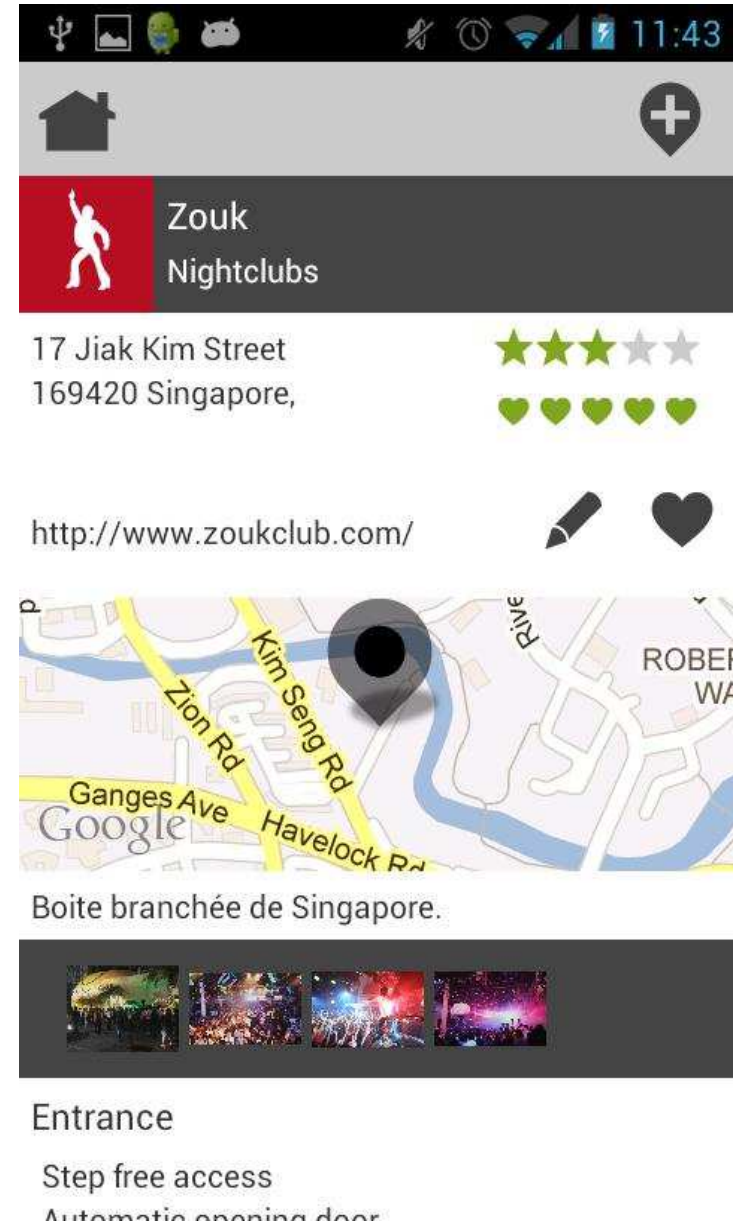 11:43
Zouk
Nightclubs
17 Jiak Kim Street
169420 Singapore,
http://www.zoukclub.com/
Rive
ROBER
WA
Kim Seng Rd
Zion Rd
Ganges Ave
Havelock Rd
Google
Boite branchée de Singapore.
Entrance
Step free access
Automatic opening door